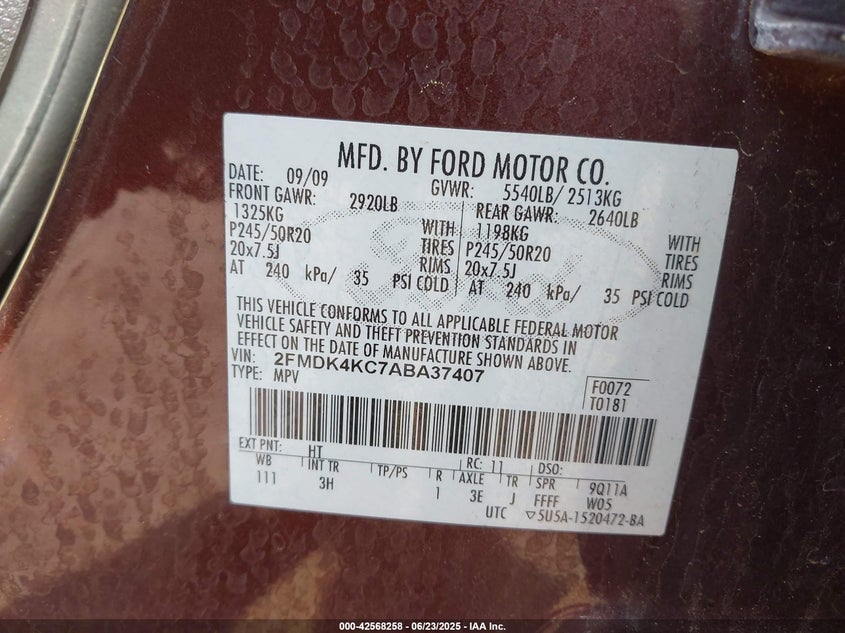 MFD. BY FORD MOTOR CO.
DATE: 09/09 GVWR: 5540LB/ 2513KG
FRONT GAWR: 2920LB REAR GAWR: 2640LB
1325KG WITH 1198KG WITH
P245/50R20 TIRES P245/50R20 TIRES
20x7.5J RIMS 20x7.5J RIMS
AT 240 kPa/ 35 PSI COLD AT 240 kPa/ 35 PSI COLD
Ford
THIS VEHICLE CONFORMS TO ALL APPLICABLE FEDERAL MOTOR
VEHICLE SAFETY AND THEFT PREVENTION STANDARDS IN
EFFECT ON THE DATE OF MANUFACTURE SHOWN ABOVE.
VIN: 2FMDK4KC7ABA37407
TYPE: MPV
F0072
T0181
EXT PNT: HT RC: 11 DSO:
WB INT TR TP/PS R AXLE TR SPR 9Q11A
111 3H 1 3E J FFFF W05
UTC ▽5U5A-1520472-BA
000-42568258 - 06/23/2025 - IAA Inc.